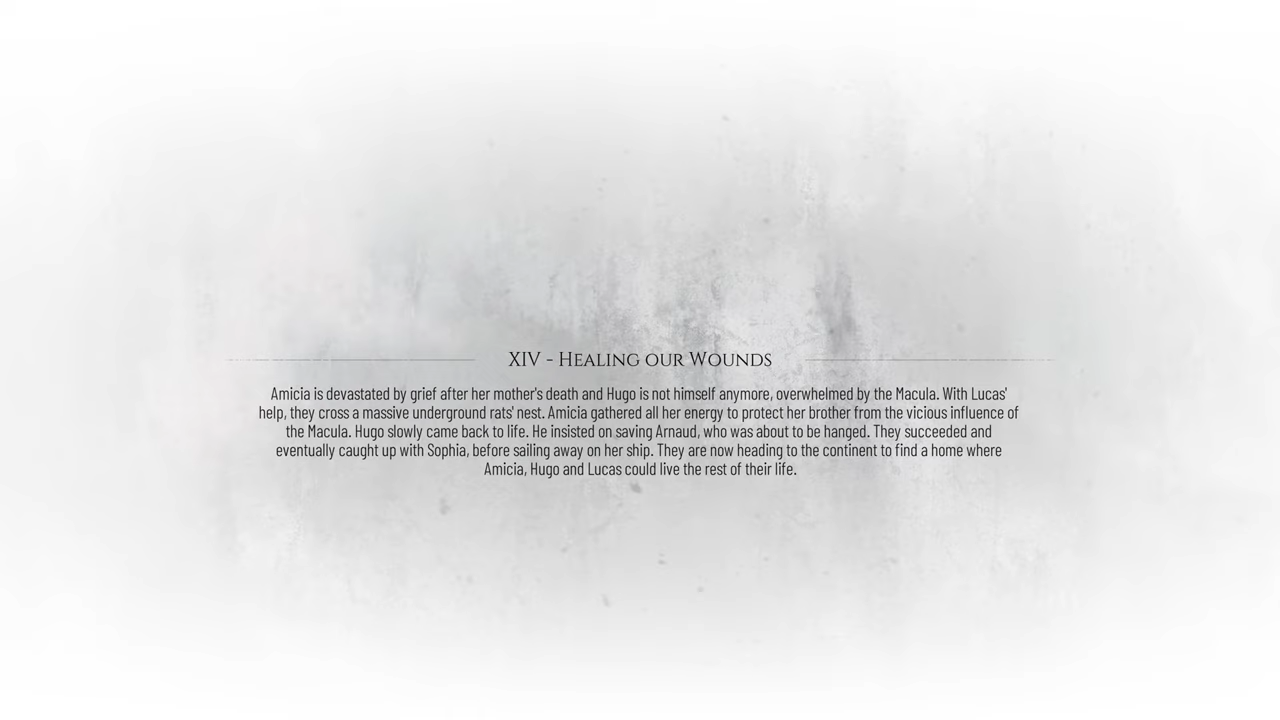 XIV - Healing our Wounds
Amicia is devastated by grief after her mother's death and Hugo is not himself anymore, overwhelmed by the Macula. With Lucas'
help, they cross a massive underground rats' nest. Amicia gathered all her energy to protect her brother from the vicious influence of
the Macula. Hugo slowly came back to life. He insisted on saving Arnaud, who was about to be hanged. They succeeded and
eventually caught up with Sophia, before sailing away on her ship. They are now heading to the continent to find a home where
Amicia, Hugo and Lucas could live the rest of their life.